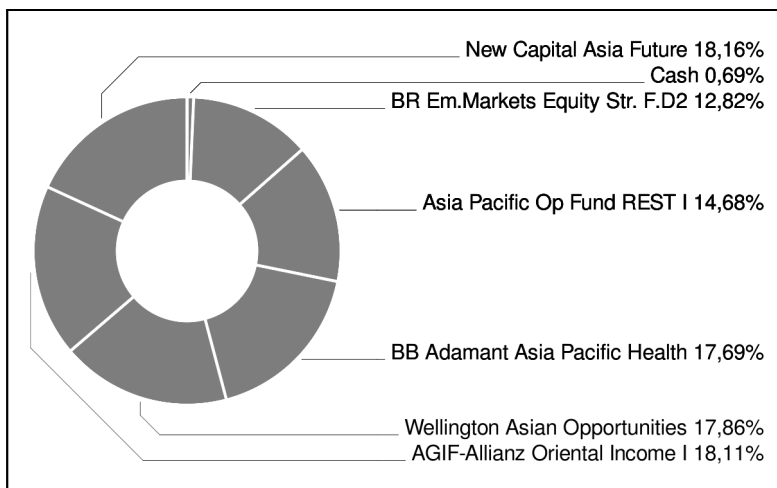 New Capital Asia Future 18,16%
Cash 0,69%
BR Em.Markets Equity Str. F.D2 12,82%
Asia Pacific Op Fund REST I 14,68%
BB Adamant Asia Pacific Health 17,69%
Wellington Asian Opportunities 17,86%
AGIF-Allianz Oriental Income I 18,11%